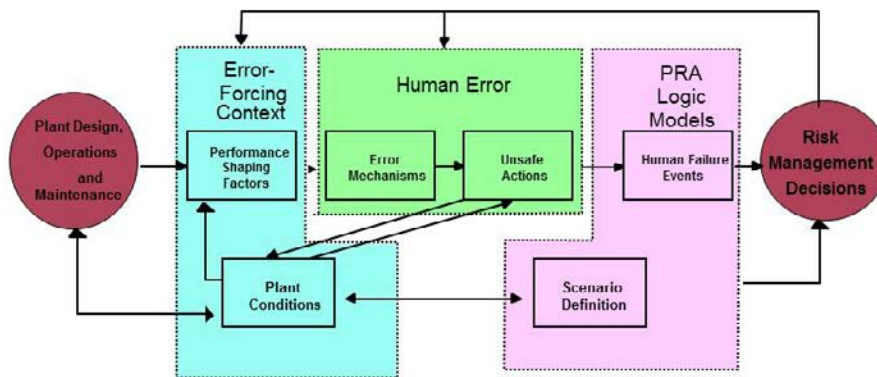 Error-
Forcing
Context
Human Error
PRA
Logic
Models
Plant Design,
Operations
and
Maintenance
Performance
Shaping
Factors
Error
Mechanisms
Unsafe
Actions
Human Failure
Events
Risk
Management
Decisions
Plant
Conditions
Scenario
Definition